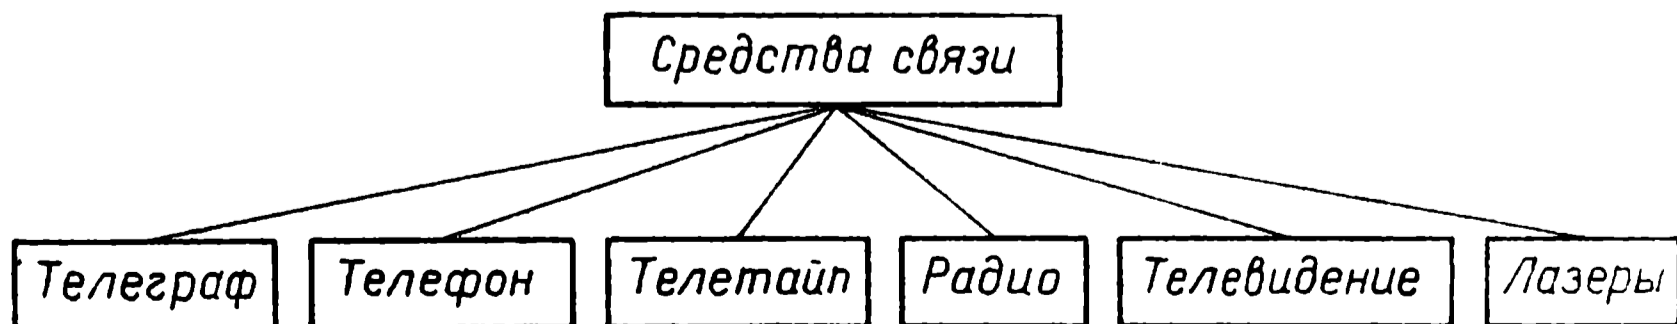 Средства связи
Телеграф
Телефон
Телетайп
Радио
Телевидение
Лазеры